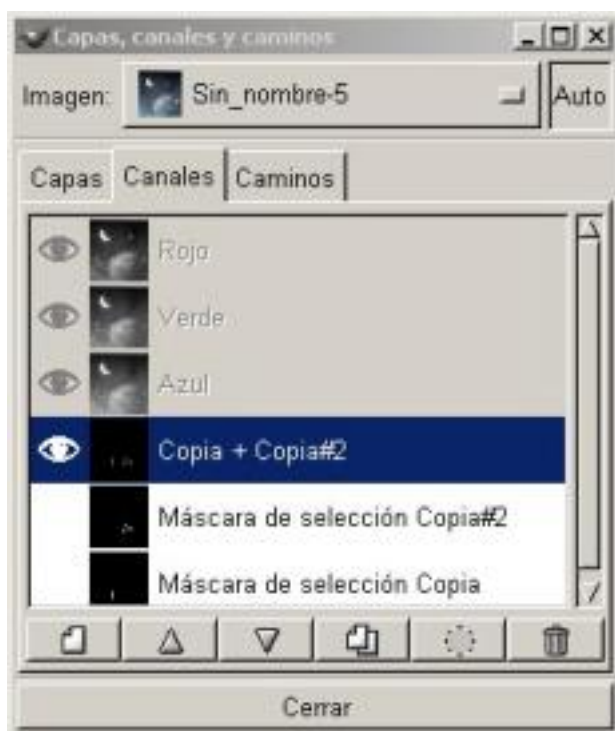 Capas, canales y caminos
Imagen: Sin_nombre-5 Auto
Capas Canales Caminos
Rojo
Verde
Azul
Copia + Copia#2
Máscara de selección Copia#2
Máscara de selección Copia
Cerrar